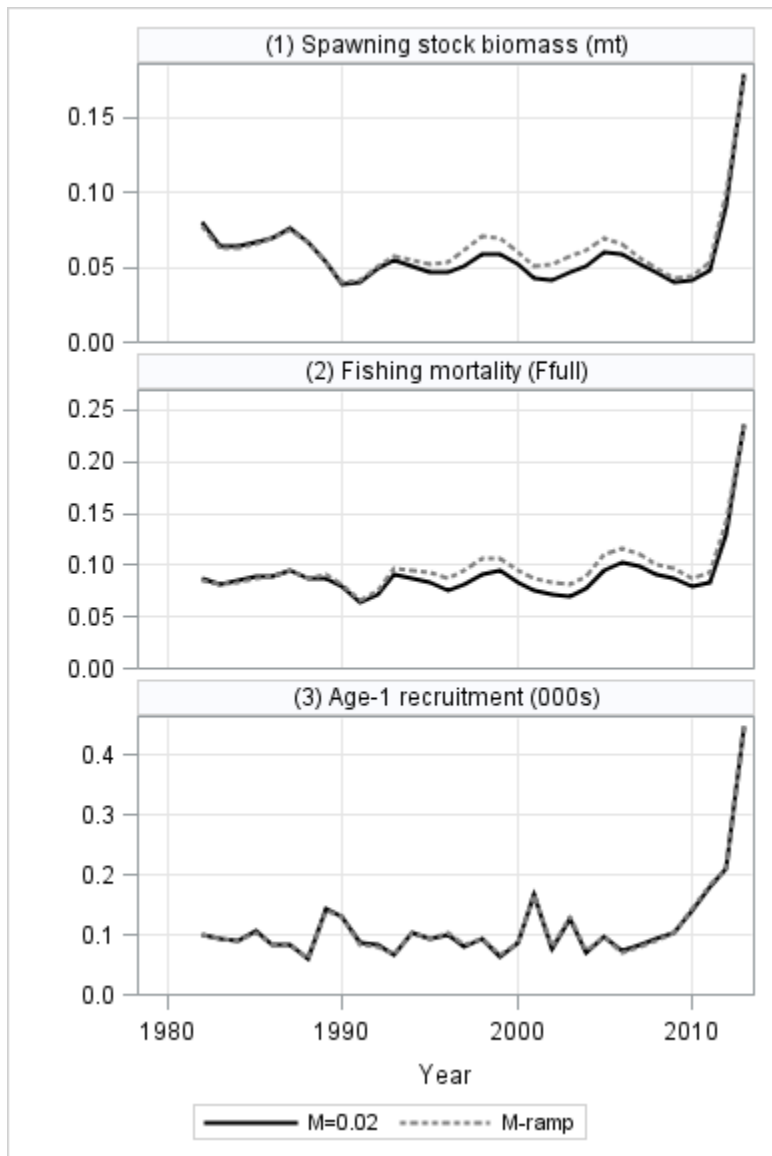 (1) Spawning stock biomass (mt)
0.15
0.10
0.05
0.00
(2) Fishing mortality (Ffull)
0.25
0.20
0.15
0.10
0.05
0.00
(3) Age-1 recruitment (000s)
0.4
0.3
0.2
0.1
0.0
1980 1990 2000 2010
Year
M=0.02 M-ramp